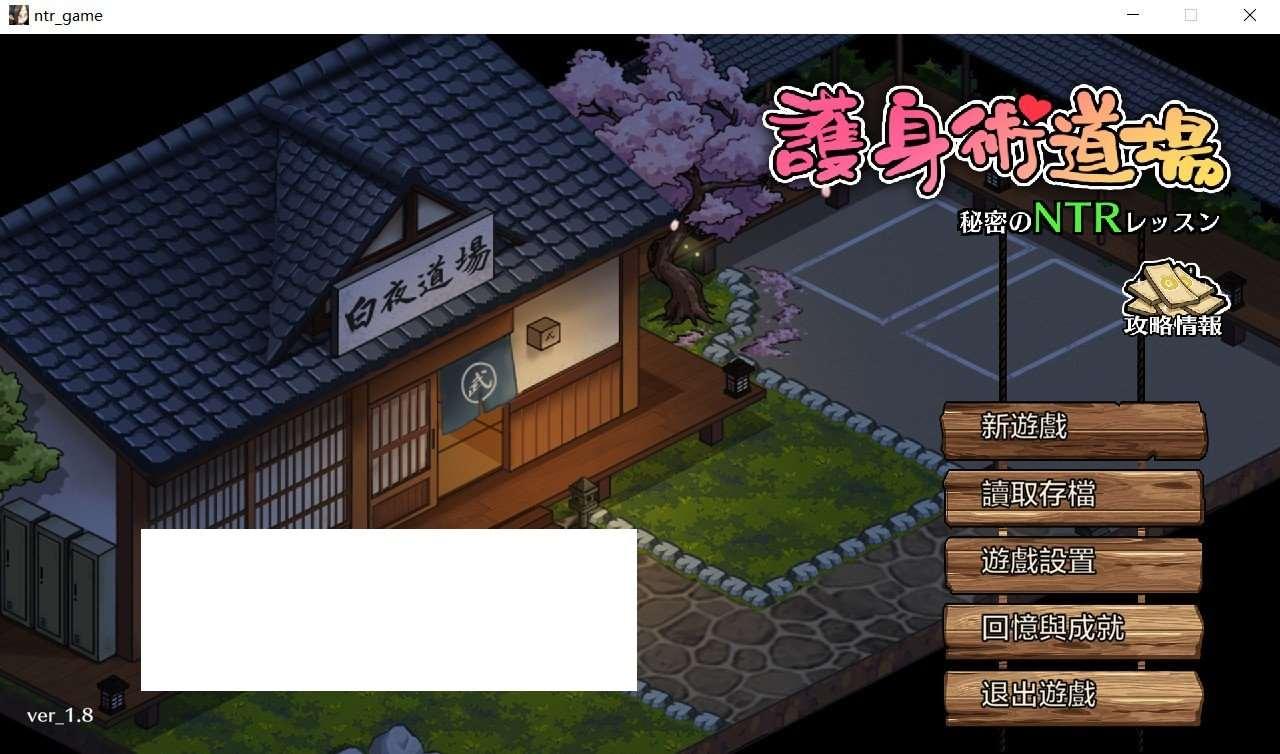 ntr_game
護身術道場
秘密のNTRレッスン
攻略情報
白夜道場
武
新遊戲
讀取存檔
遊戲設置
回憶與成就
退出遊戲
ver_1.8